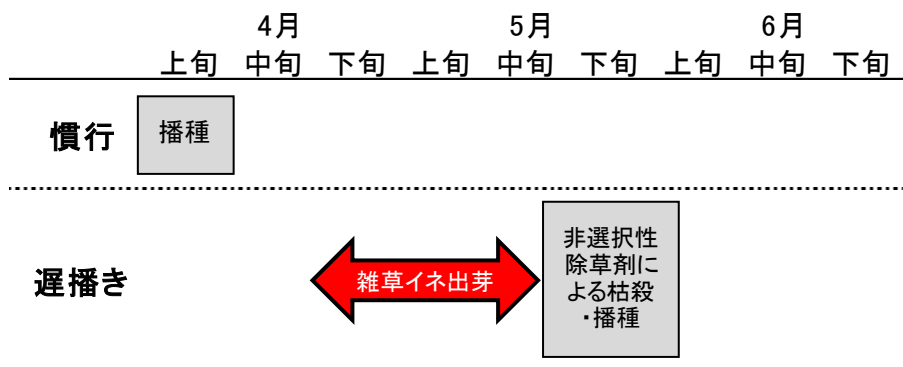 4月 5月 6月
上旬 中旬 下旬 上旬 中旬 下旬 上旬 中旬 下旬
慣行
播種
遅播き
雑草イネ出芽
非選択性
除草剤に
よる枯殺
・播種